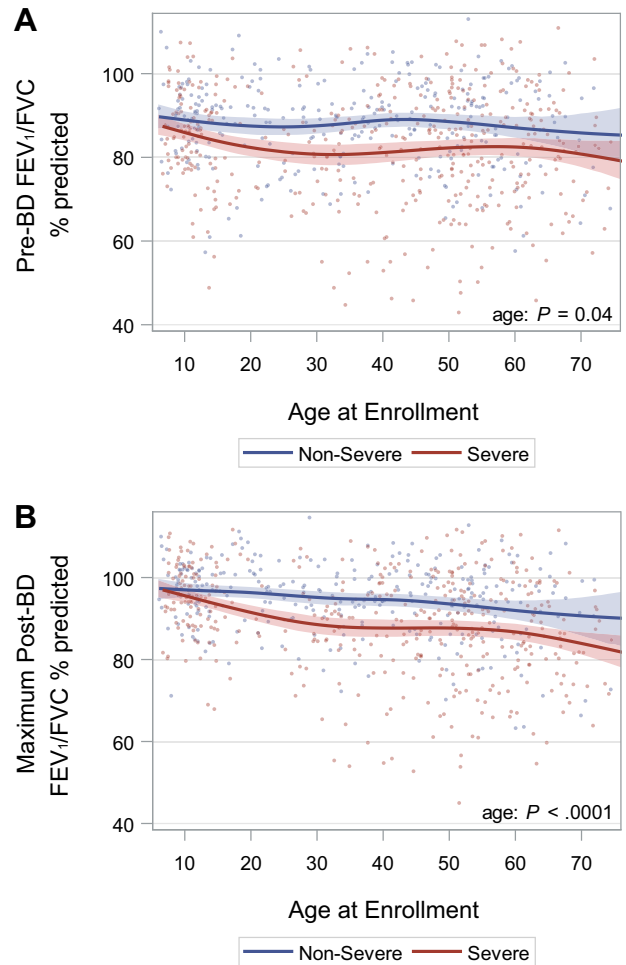 A
Pre-BD FEV₁/FVC
% predicted
100
80
60
40
age: P = 0.04
10 20 30 40 50 60 70
Age at Enrollment
Non-Severe Severe
B
Maximum Post-BD
FEV₁/FVC % predicted
100
80
60
40
age: P < .0001
10 20 30 40 50 60 70
Age at Enrollment
Non-Severe Severe